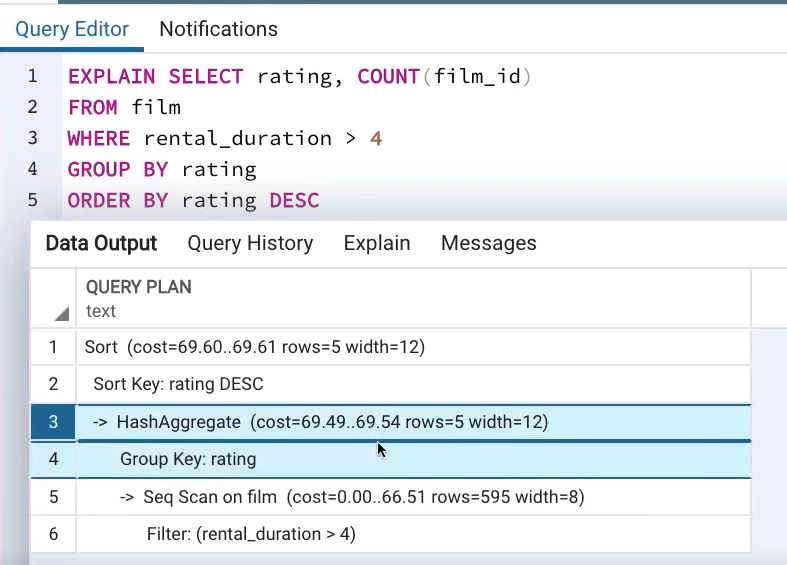 Query Editor Notifications
1 EXPLAIN SELECT rating, COUNT(film_id)
2 FROM film
3 WHERE rental_duration > 4
4 GROUP BY rating
5 ORDER BY rating DESC
Data Output Query History Explain Messages
QUERY PLAN
text
1 Sort (cost=69.60..69.61 rows=5 width=12)
2 Sort Key: rating DESC
3 -> HashAggregate (cost=69.49..69.54 rows=5 width=12)
4 Group Key: rating
5 -> Seq Scan on film (cost=0.00..66.51 rows=595 width=8)
6 Filter: (rental_duration > 4)